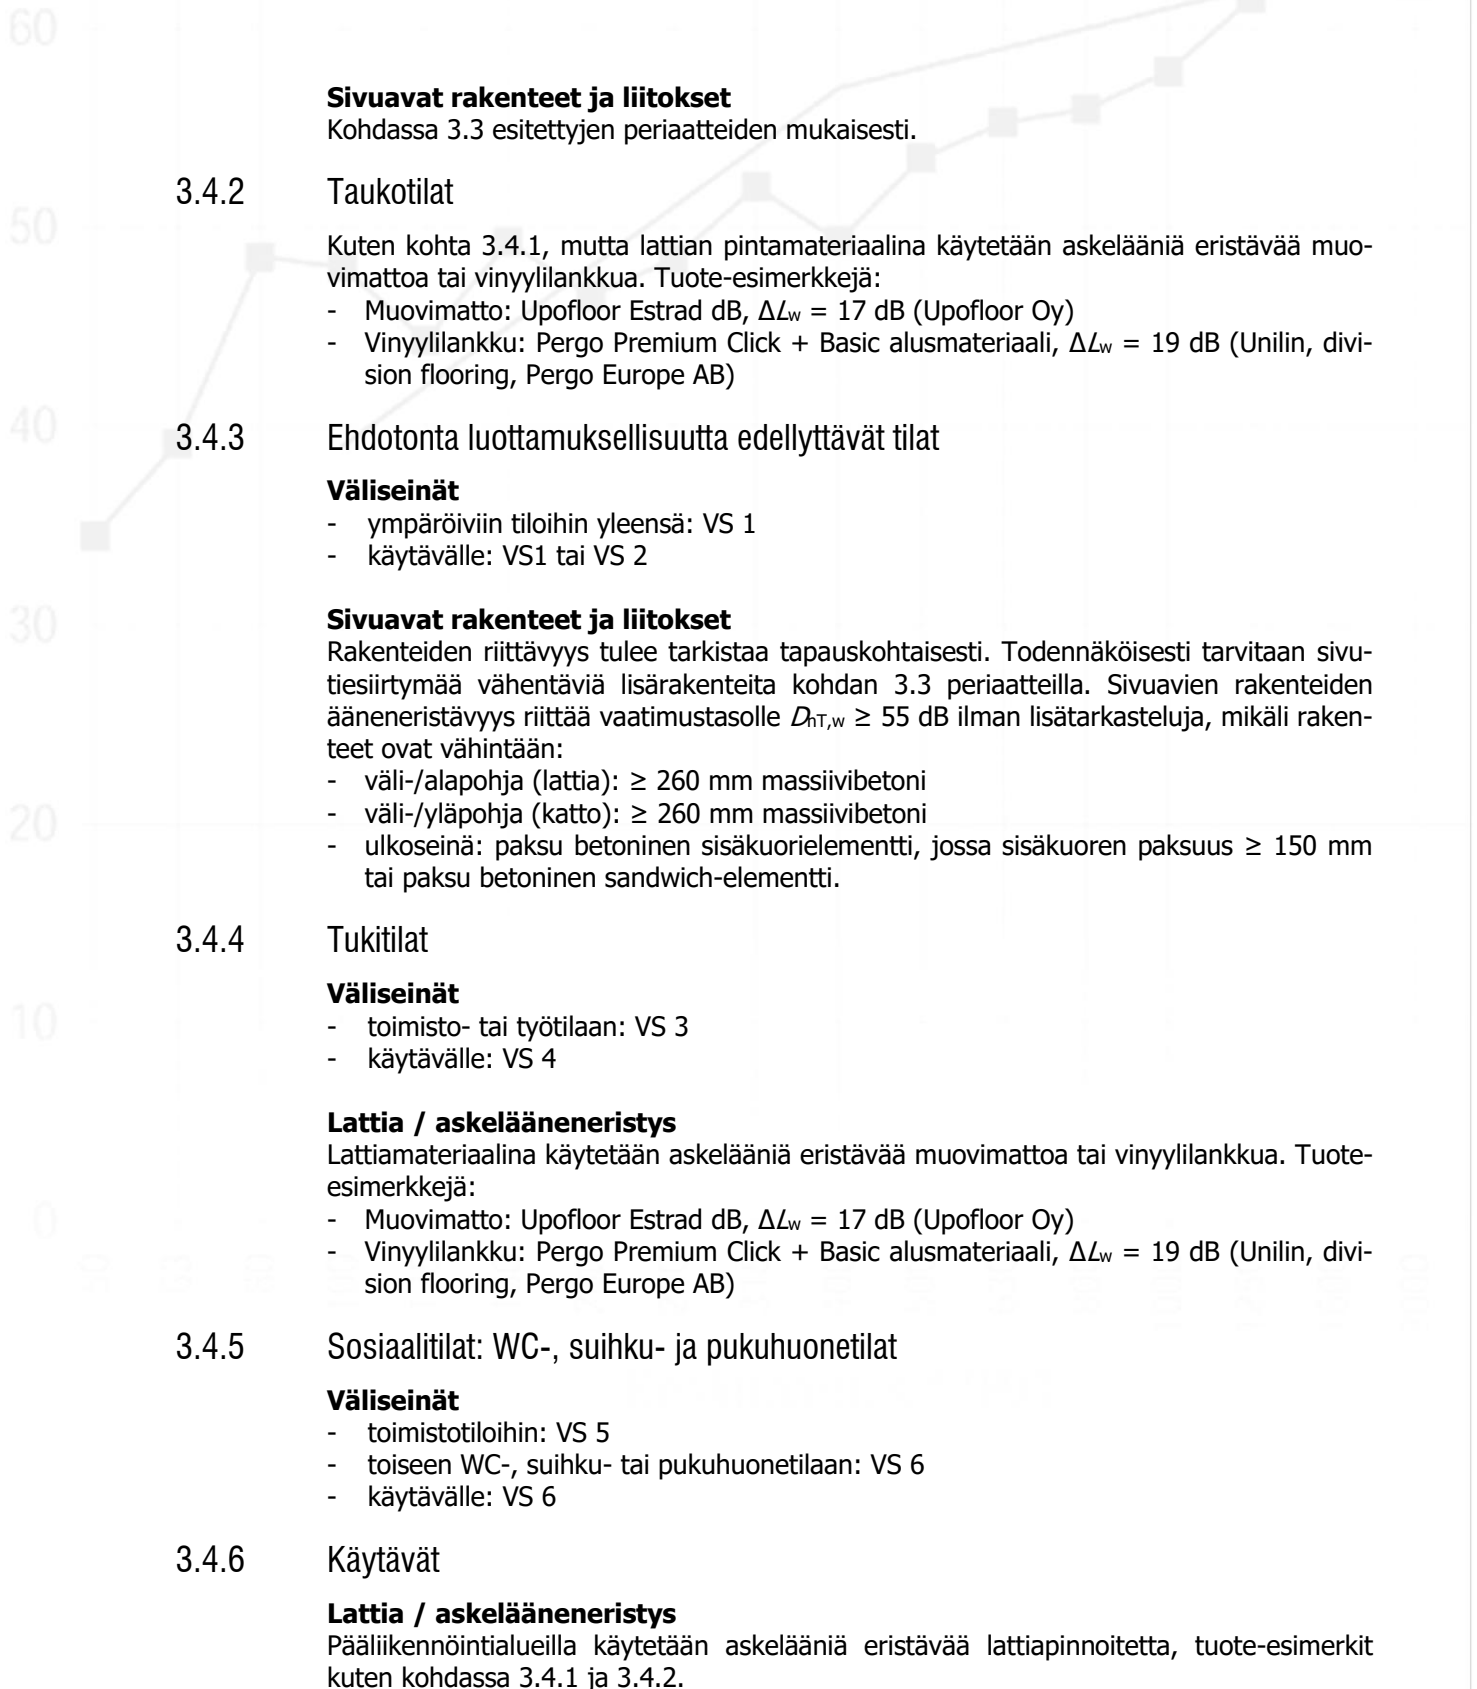 Sivuavat rakenteet ja liitokset
Kohdassa 3.3 esitettyjen periaatteiden mukaisesti.
3.4.2 Taukotilat
Kuten kohta 3.4.1, mutta lattian pintamateriaalina käytetään askelääniä eristävää muo-
vimattoa tai vinyylilankkua. Tuote-esimerkkejä:
- Muovimatto: Upofloor Estrad dB, ΔLw = 17 dB (Upofloor Oy)
- Vinyylilankku: Pergo Premium Click + Basic alusmateriaali, ΔLw = 19 dB (Unilin, divi-
sion flooring, Pergo Europe AB)
3.4.3 Ehdotonta luottamuksellisuutta edellyttävät tilat
Väliseinät
- ympäröiviin tiloihin yleensä: VS 1
- käytävälle: VS1 tai VS 2
Sivuavat rakenteet ja liitokset
Rakenteiden riittävyys tulee tarkistaa tapauskohtaisesti. Todennäköisesti tarvitaan sivu-
tiesiirtymää vähentäviä lisärakenteita kohdan 3.3 periaatteilla. Sivuavien rakenteiden
ääneneristävyys riittää vaatimustasolle DnT,w ≥ 55 dB ilman lisätarkasteluja, mikäli raken-
teet ovat vähintään:
- väli-/alapohja (lattia): ≥ 260 mm massiivibetoni
- väli-/yläpohja (katto): ≥ 260 mm massiivibetoni
- ulkoseinä: paksu betoninen sisäkuorielementti, jossa sisäkuoren paksuus ≥ 150 mm
tai paksu betoninen sandwich-elementti.
3.4.4 Tukitilat
Väliseinät
- toimisto- tai työtilaan: VS 3
- käytävälle: VS 4
Lattia / askelääneneristys
Lattiamateriaalina käytetään askelääniä eristävää muovimattoa tai vinyylilankkua. Tuote-
esimerkkejä:
- Muovimatto: Upofloor Estrad dB, ΔLw = 17 dB (Upofloor Oy)
- Vinyylilankku: Pergo Premium Click + Basic alusmateriaali, ΔLw = 19 dB (Unilin, divi-
sion flooring, Pergo Europe AB)
3.4.5 Sosiaalitilat: WC-, suihku- ja pukuhuonetilat
Väliseinät
- toimistotiloihin: VS 5
- toiseen WC-, suihku- tai pukuhuonetilaan: VS 6
- käytävälle: VS 6
3.4.6 Käytävät
Lattia / askelääneneristys
Pääliikennöintialueilla käytetään askelääniä eristävää lattiapinnoitetta, tuote-esimerkit
kuten kohdassa 3.4.1 ja 3.4.2.
60
50
40
30
20
10
0